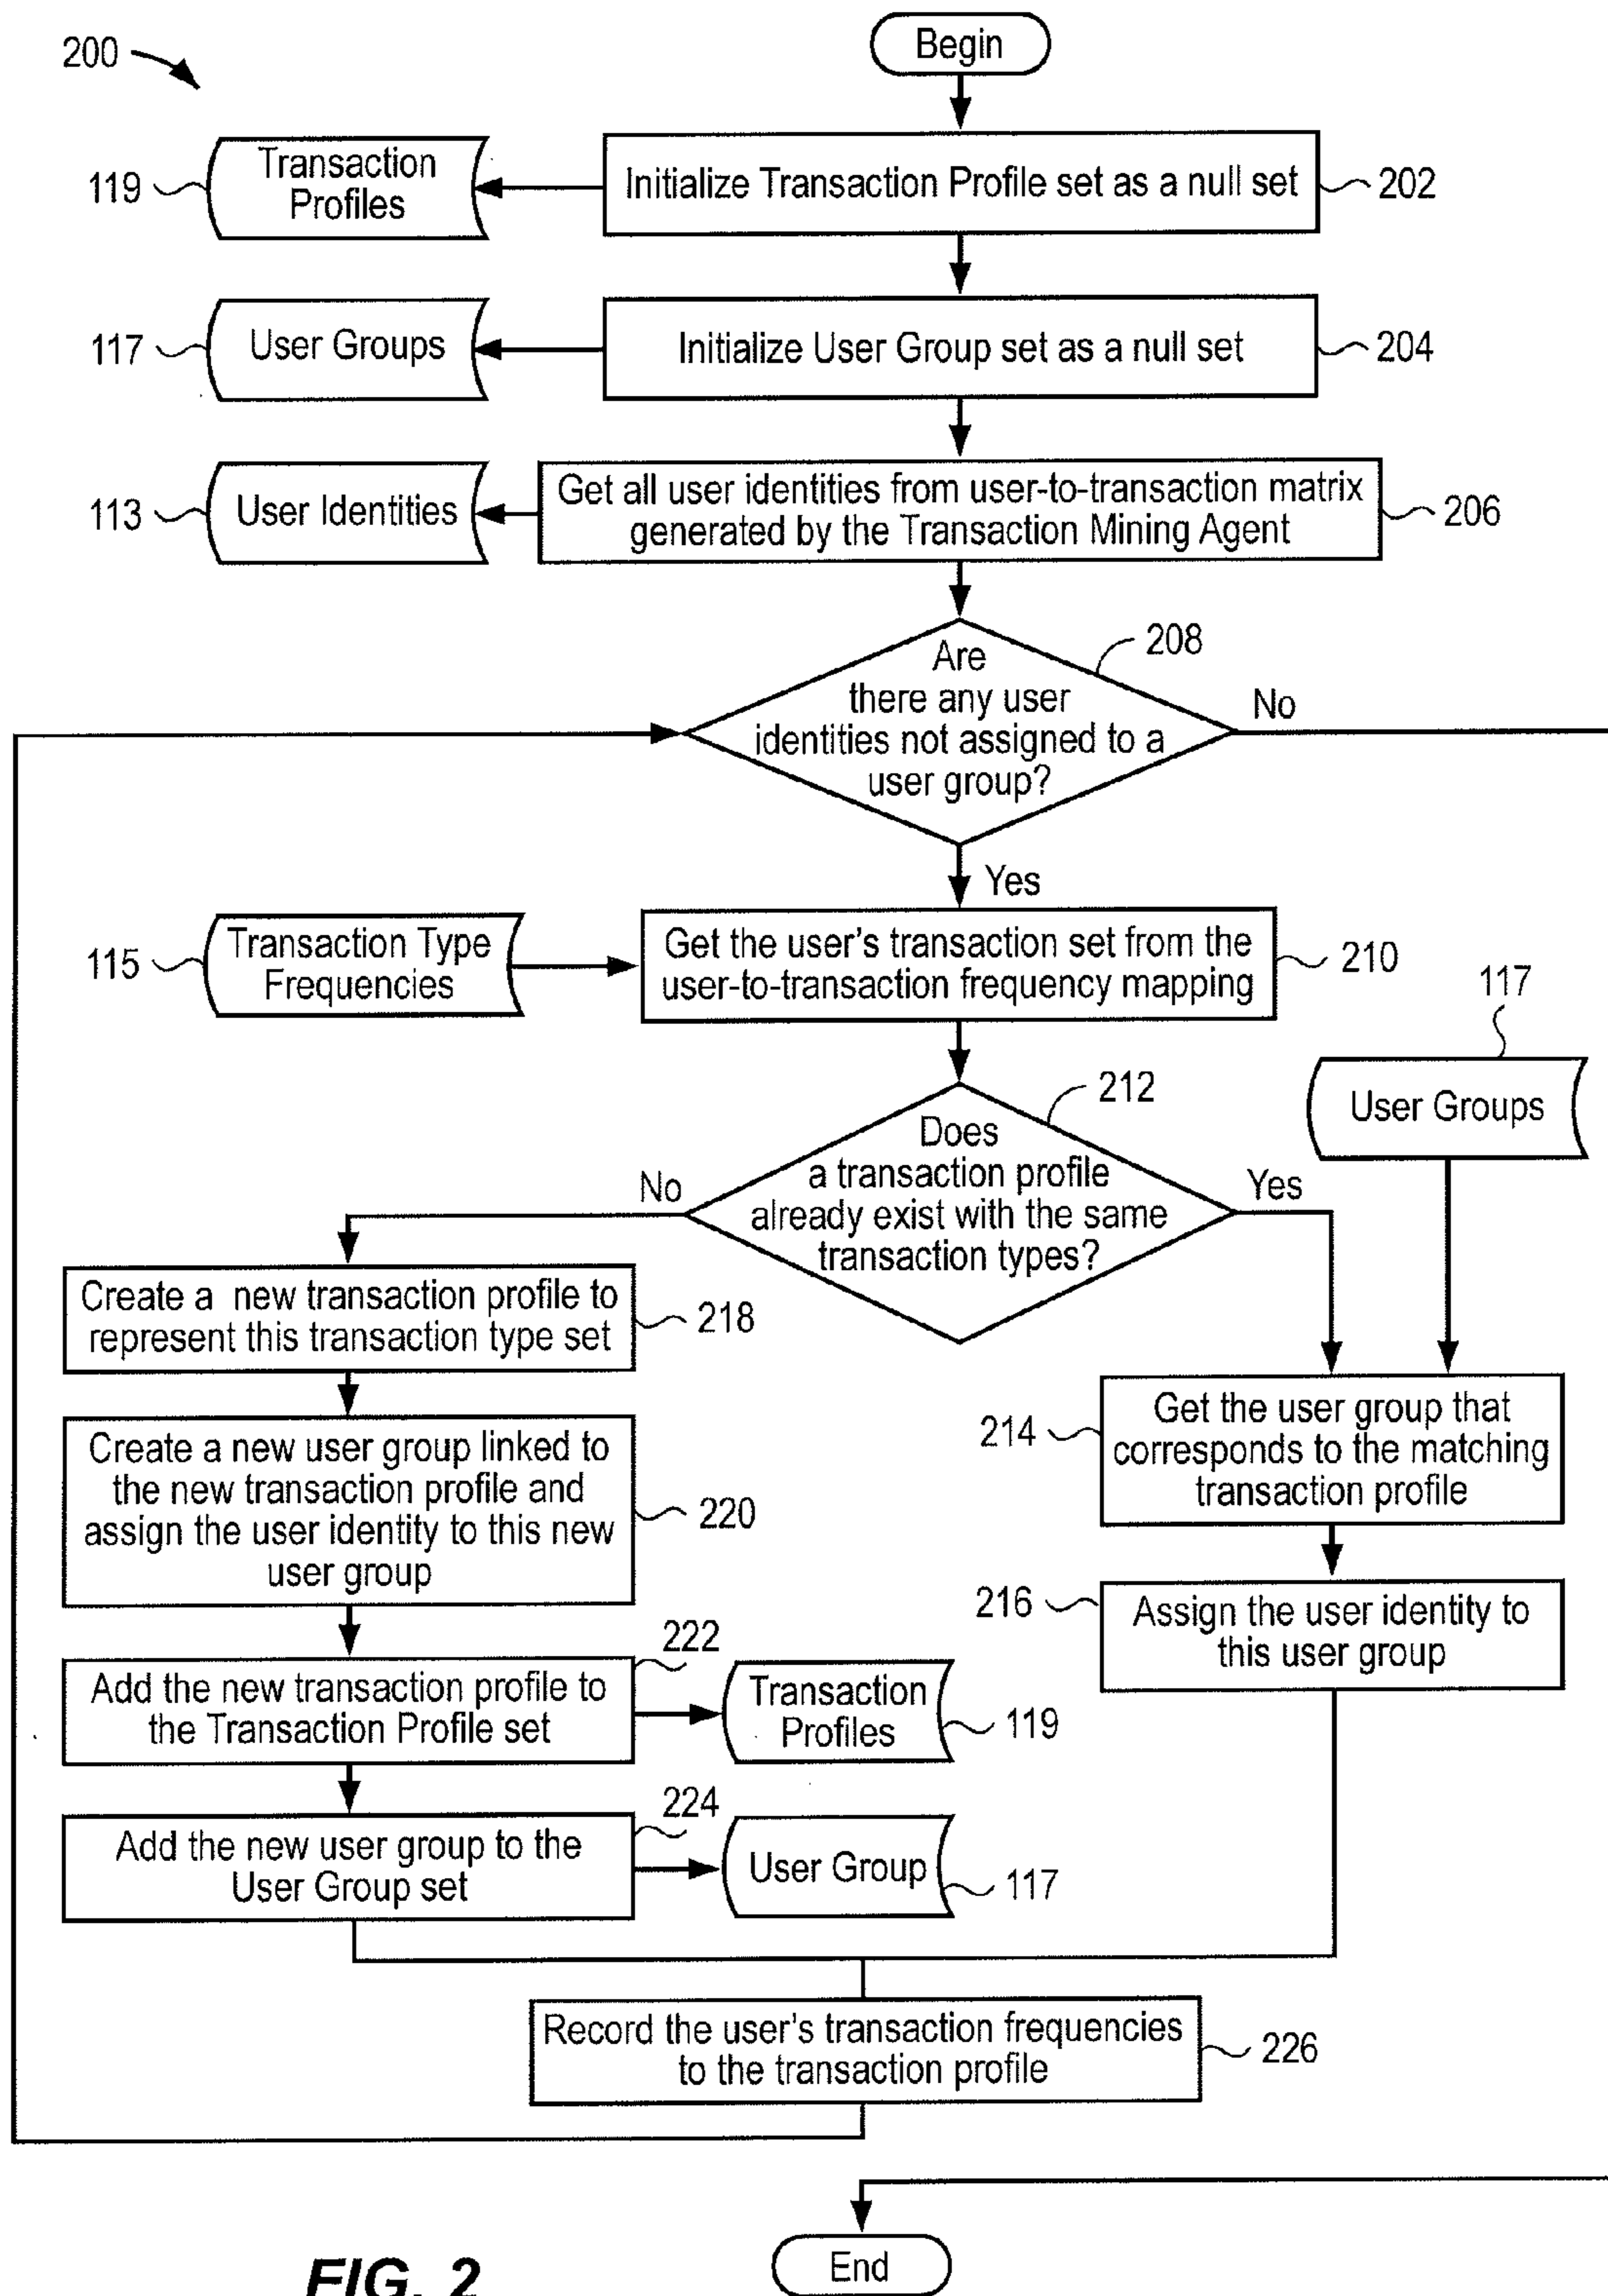 200
Begin
Transaction
Profiles
119
Initialize Transaction Profile set as a null set
202
User Groups
117
Initialize User Group set as a null set
204
User Identities
113
Get all user identities from user-to-transaction matrix
generated by the Transaction Mining Agent
206
208
Are
there any user
identities not assigned to a
user group?
No
Yes
Transaction Type
Frequencies
115
Get the user's transaction set from the
user-to-transaction frequency mapping
210
117
User Groups
212
Does
a transaction profile
already exist with the same
transaction types?
No
Yes
Create a new transaction profile to
represent this transaction type set
218
Create a new user group linked to
the new transaction profile and
assign the user identity to this new
user group
220
214
Get the user group that
corresponds to the matching
transaction profile
216
Assign the user identity to
this user group
222
Add the new transaction profile to
the Transaction Profile set
Transaction
Profiles
119
224
Add the new user group to the
User Group set
User Group
117
Record the user's transaction frequencies
to the transaction profile
226
End
FIG. 2